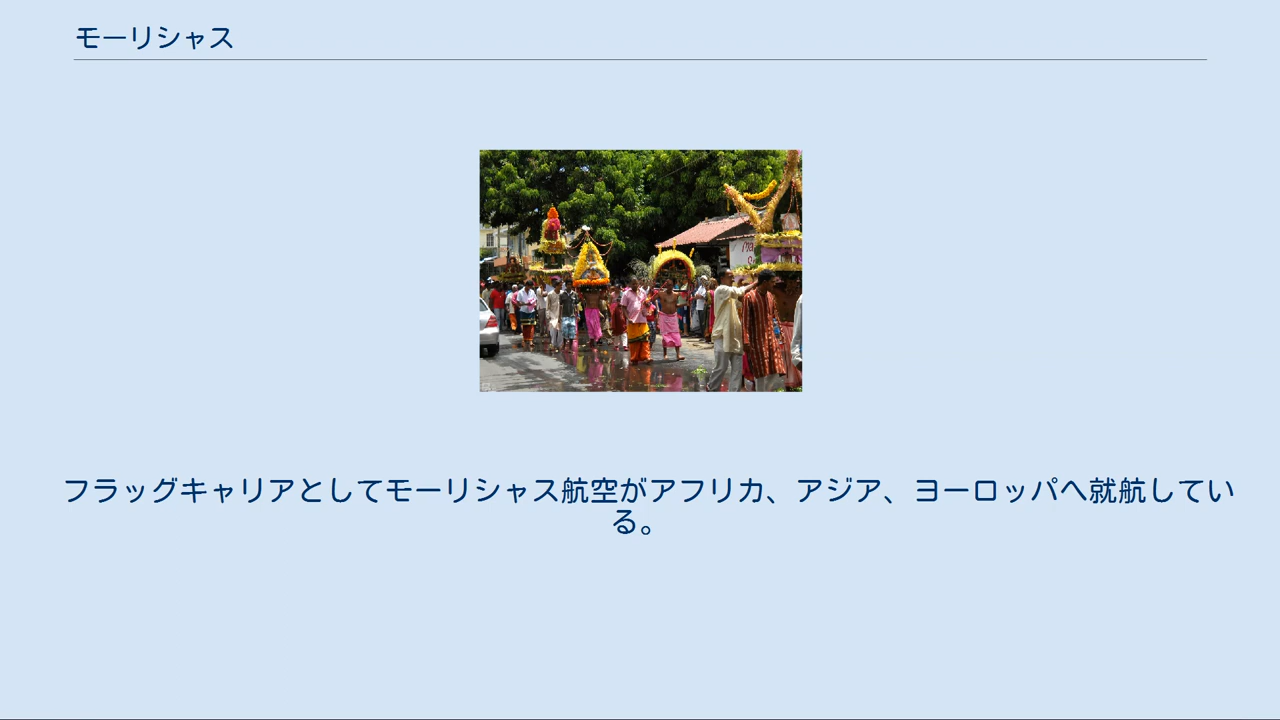 モーリシャス
フラッグキャリアとしてモーリシャス航空がアフリカ、アジア、ヨーロッパへ就航してい
る。